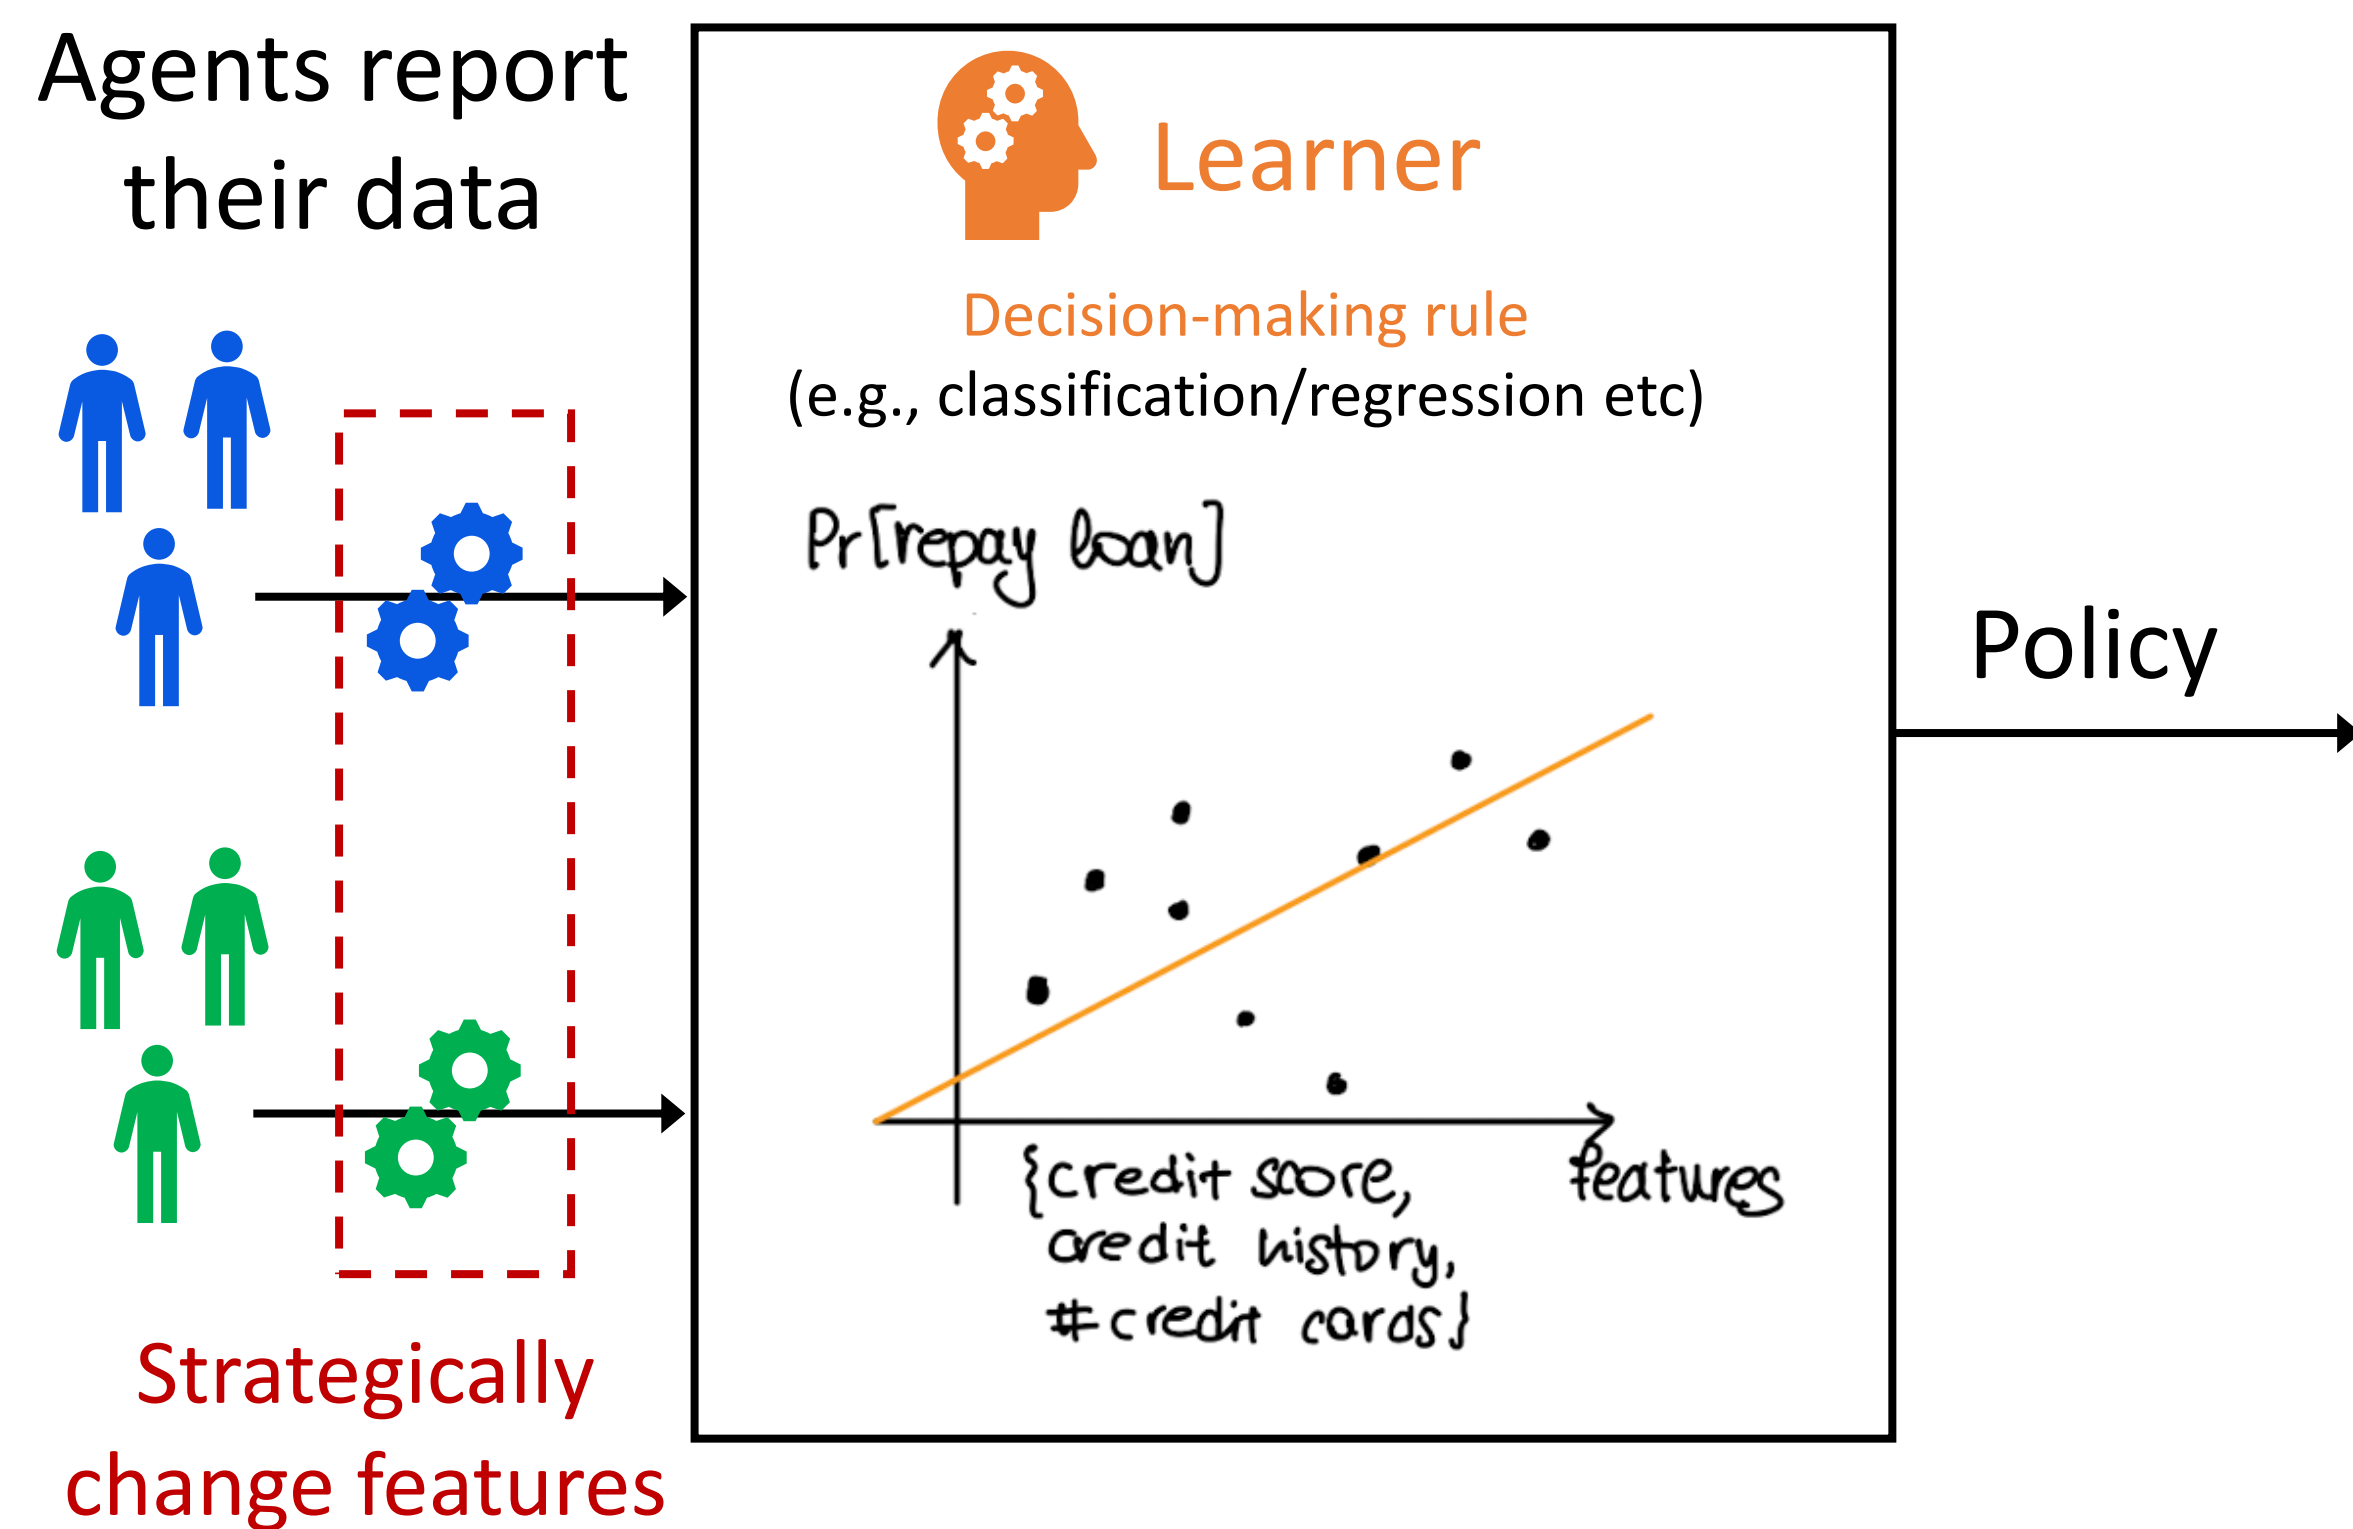 Agents report
their data
Strategically
change features
Learner
Decision-making rule
(e.g., classification/regression etc)
Pr[repay loan]
features
{credit score,
credit history,
#credit cards}
Policy